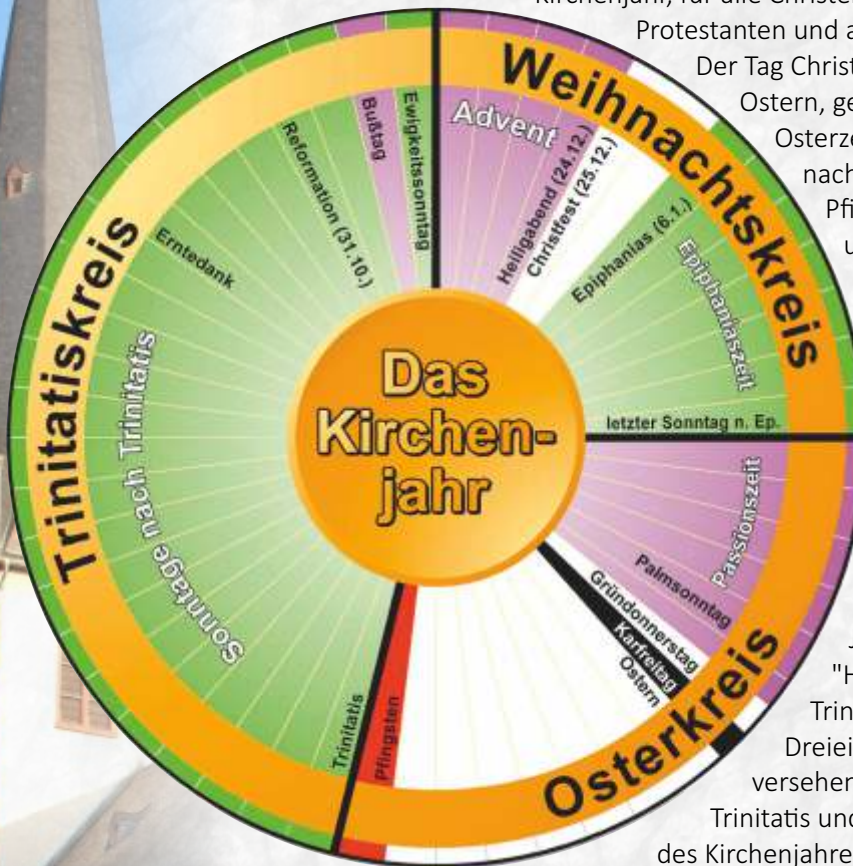 Kirchenjahr, für alle Christen
Protestanten und a
Der Tag Christ
Ostern, ge
Osterze
nach
Pfi
u
Das
Kirchen-
jahr
Weihnachtskreis
Advent
Heiligabend (24.12.)
Christfest (25.12.)
Epiphanias (6.1.)
Epiphaniaszeit
letzter Sonntag n. Ep.
Osterkreis
Passionszeit
Palmsonntag
Gründonnerstag
Karfreitag
Ostern
Pfingsten
Trinitatiskreis
Trinitatis
Sonntage nach Trinitatis
Erntedank
Reformation (31.10.)
Bußtag
Ewigkeitssonntag
"H
Trin
Dreiei
versehen
Trinitatis und
des Kirchenjahre